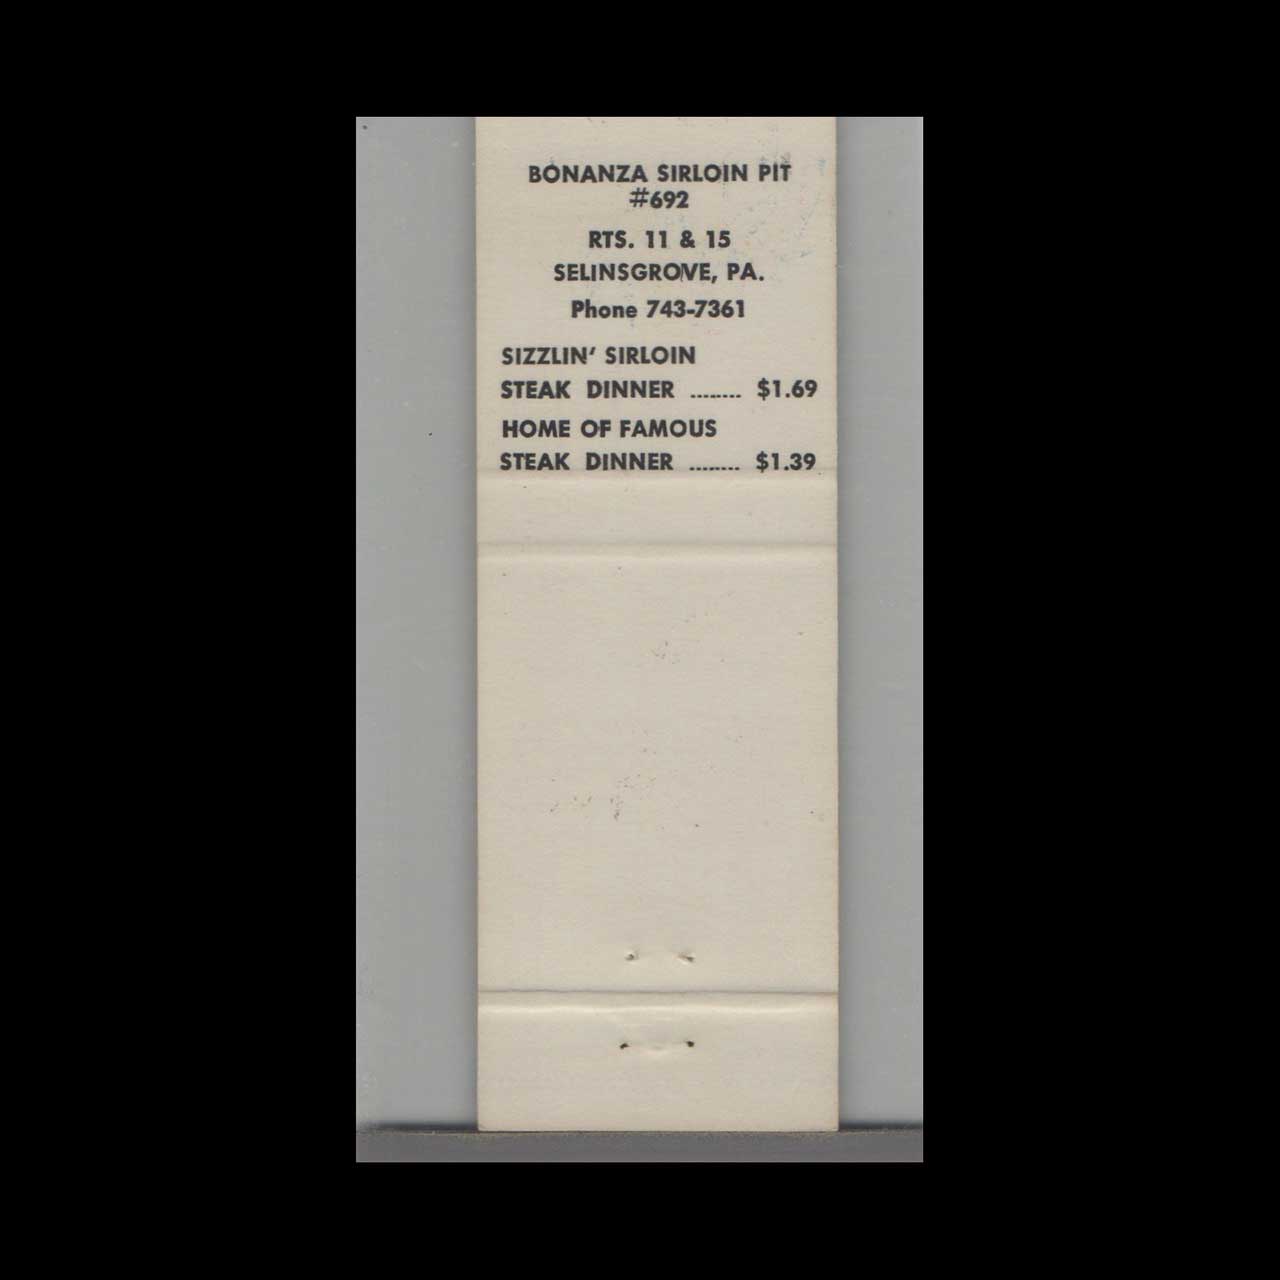 BONANZA SIRLOIN PIT
#692
RTS. 11 & 15
SELINSGROVE, PA.
Phone 743-7361
SIZZLIN' SIRLOIN
STEAK DINNER ........ $1.69
HOME OF FAMOUS
STEAK DINNER ........ $1.39